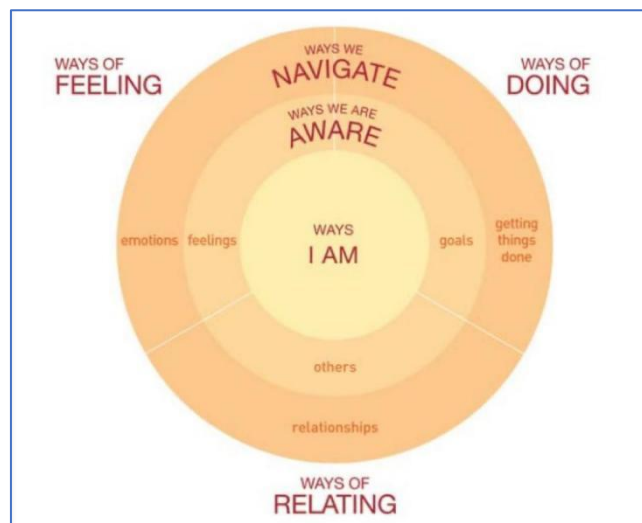 WAYS OF
FEELING
WAYS WE
NAVIGATE
WAYS OF
DOING
WAYS WE ARE
AWARE
WAYS
I AM
emotions
feelings
goals
getting
things
done
others
relationships
WAYS OF
RELATING